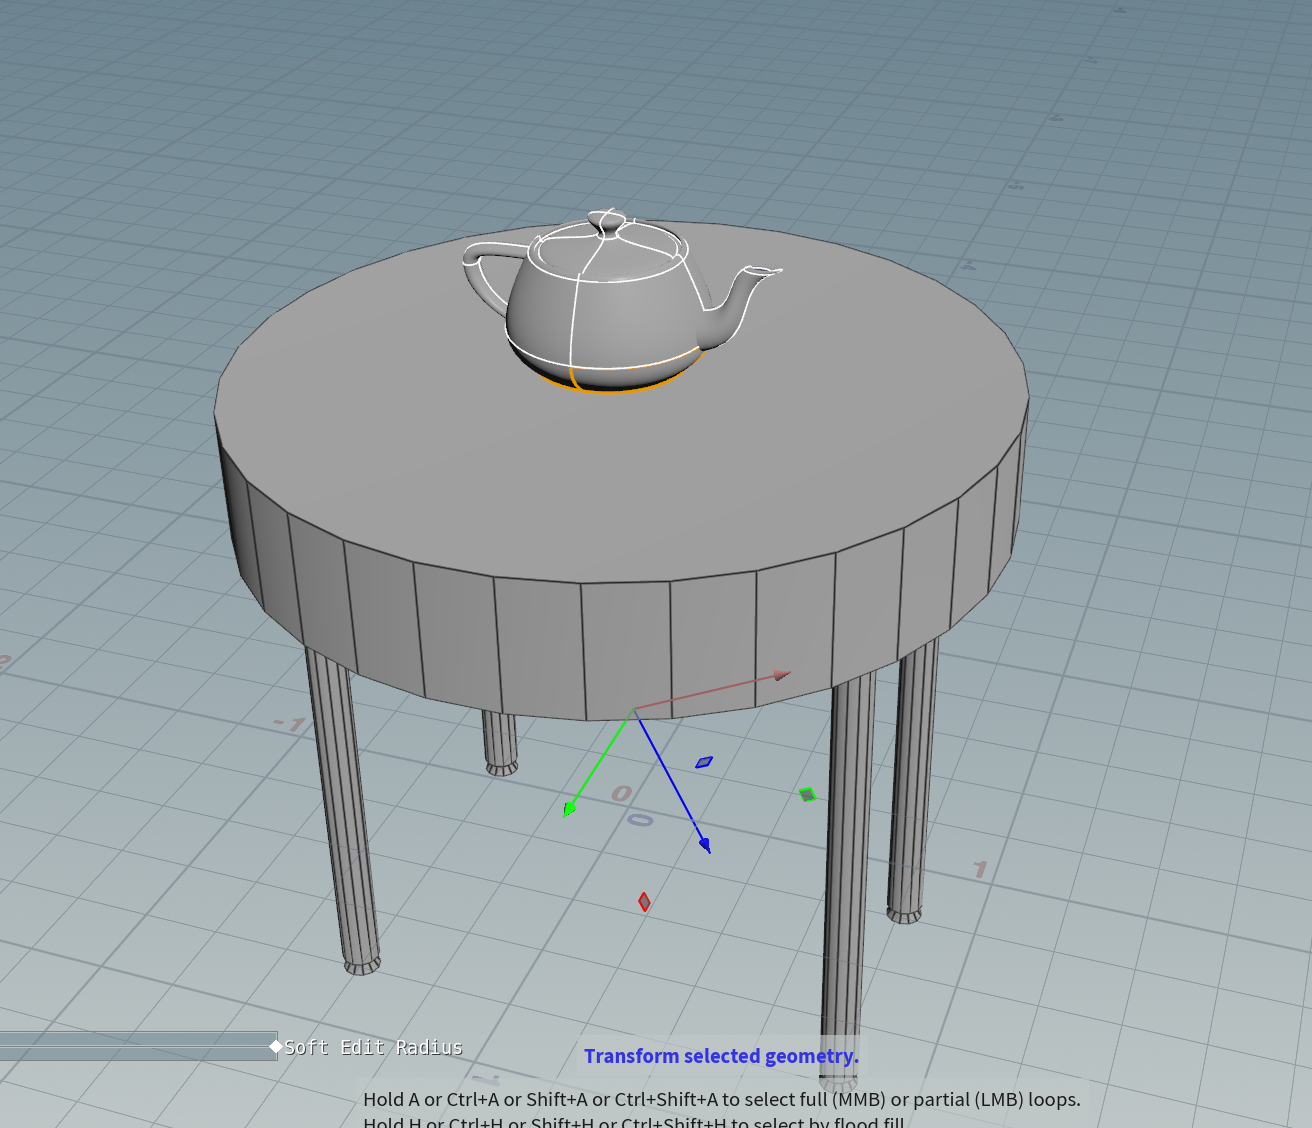 2
-1
0
0
1
Soft Edit Radius
Transform selected geometry.
Hold A or Ctrl+A or Shift+A or Ctrl+Shift+A to select full (MMB) or partial (LMB) loops.
Hold H or Ctrl+H or Shift+H or Ctrl+Shift+H to select by flood fill